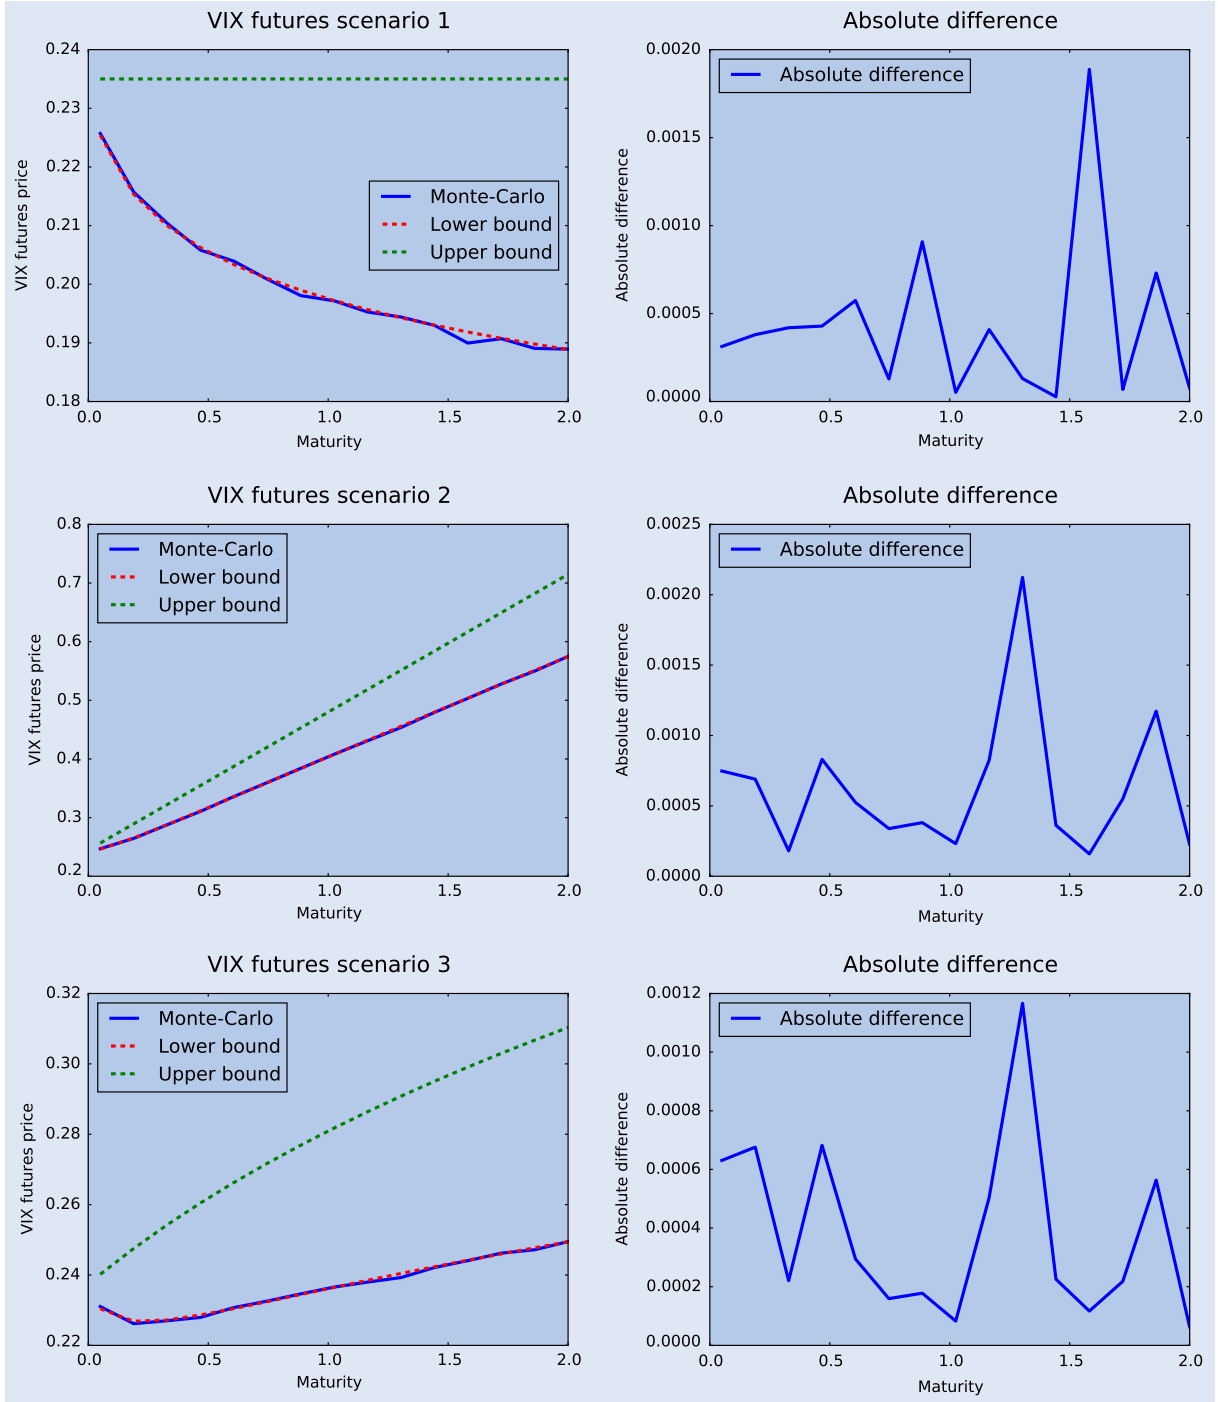 VIX futures scenario 1
0.24
0.23
0.22
0.21
0.20
0.19
0.18
VIX futures price
Monte-Carlo
Lower bound
Upper bound
0.0 0.5 1.0 1.5 2.0
Maturity
Absolute difference
0.0020
0.0015
0.0010
0.0005
0.0000
Absolute difference
Absolute difference
0.0 0.5 1.0 1.5 2.0
Maturity
VIX futures scenario 2
0.8
0.7
0.6
0.5
0.4
0.3
0.2
VIX futures price
Monte-Carlo
Lower bound
Upper bound
0.0 0.5 1.0 1.5 2.0
Maturity
Absolute difference
0.0025
0.0020
0.0015
0.0010
0.0005
0.0000
Absolute difference
Absolute difference
0.0 0.5 1.0 1.5 2.0
Maturity
VIX futures scenario 3
0.32
0.30
0.28
0.26
0.24
0.22
VIX futures price
Monte-Carlo
Lower bound
Upper bound
0.0 0.5 1.0 1.5 2.0
Maturity
Absolute difference
0.0012
0.0010
0.0008
0.0006
0.0004
0.0002
0.0000
Absolute difference
Absolute difference
0.0 0.5 1.0 1.5 2.0
Maturity